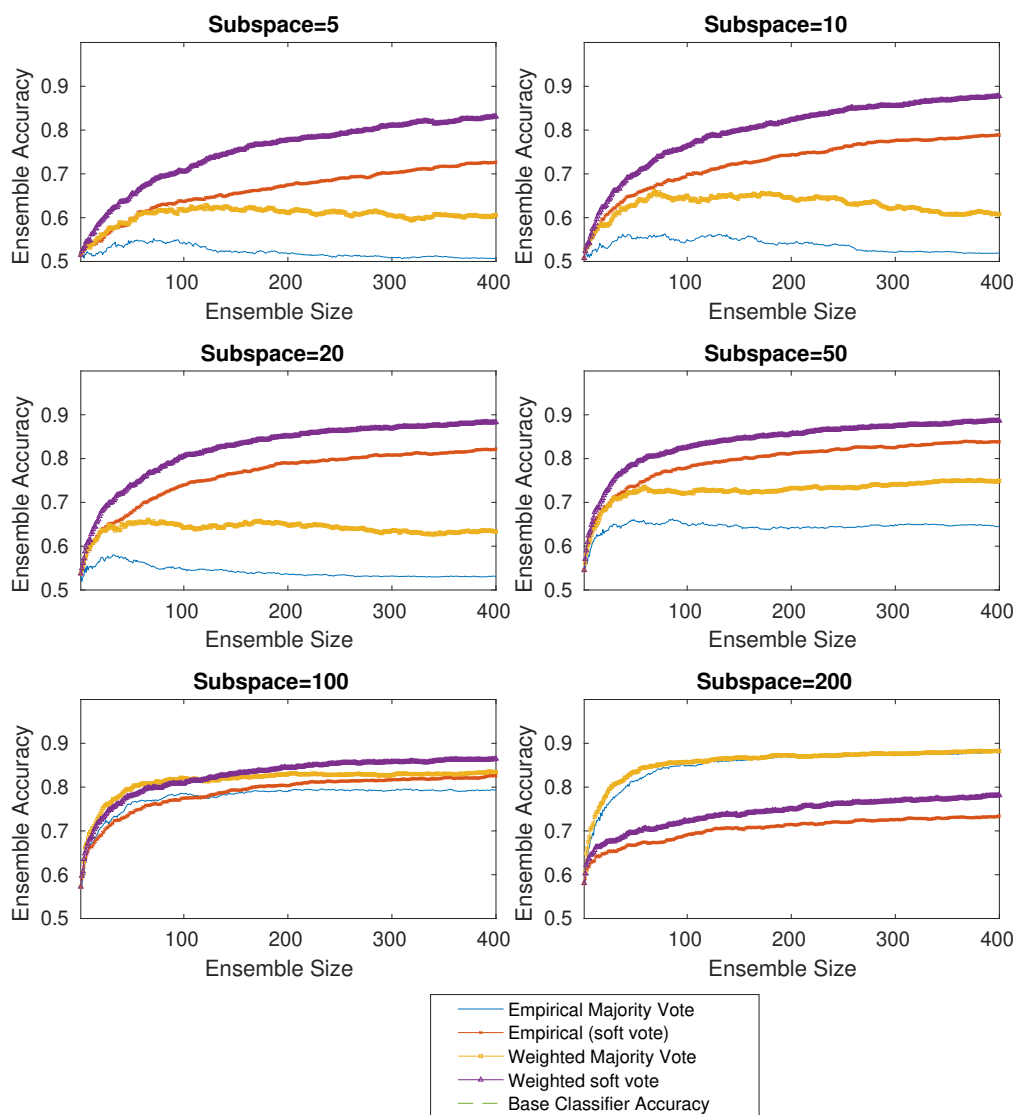 Subspace=5
Ensemble Accuracy
0.9
0.8
0.7
0.6
0.5
100 200 300 400
Ensemble Size
Subspace=10
Ensemble Accuracy
0.9
0.8
0.7
0.6
0.5
100 200 300 400
Ensemble Size
Subspace=20
Ensemble Accuracy
0.9
0.8
0.7
0.6
0.5
100 200 300 400
Ensemble Size
Subspace=50
Ensemble Accuracy
0.9
0.8
0.7
0.6
0.5
100 200 300 400
Ensemble Size
Subspace=100
Ensemble Accuracy
0.9
0.8
0.7
0.6
0.5
100 200 300 400
Ensemble Size
Subspace=200
Ensemble Accuracy
0.9
0.8
0.7
0.6
0.5
100 200 300 400
Ensemble Size
Empirical Majority Vote
Empirical (soft vote)
Weighted Majority Vote
Weighted soft vote
Base Classifier Accuracy